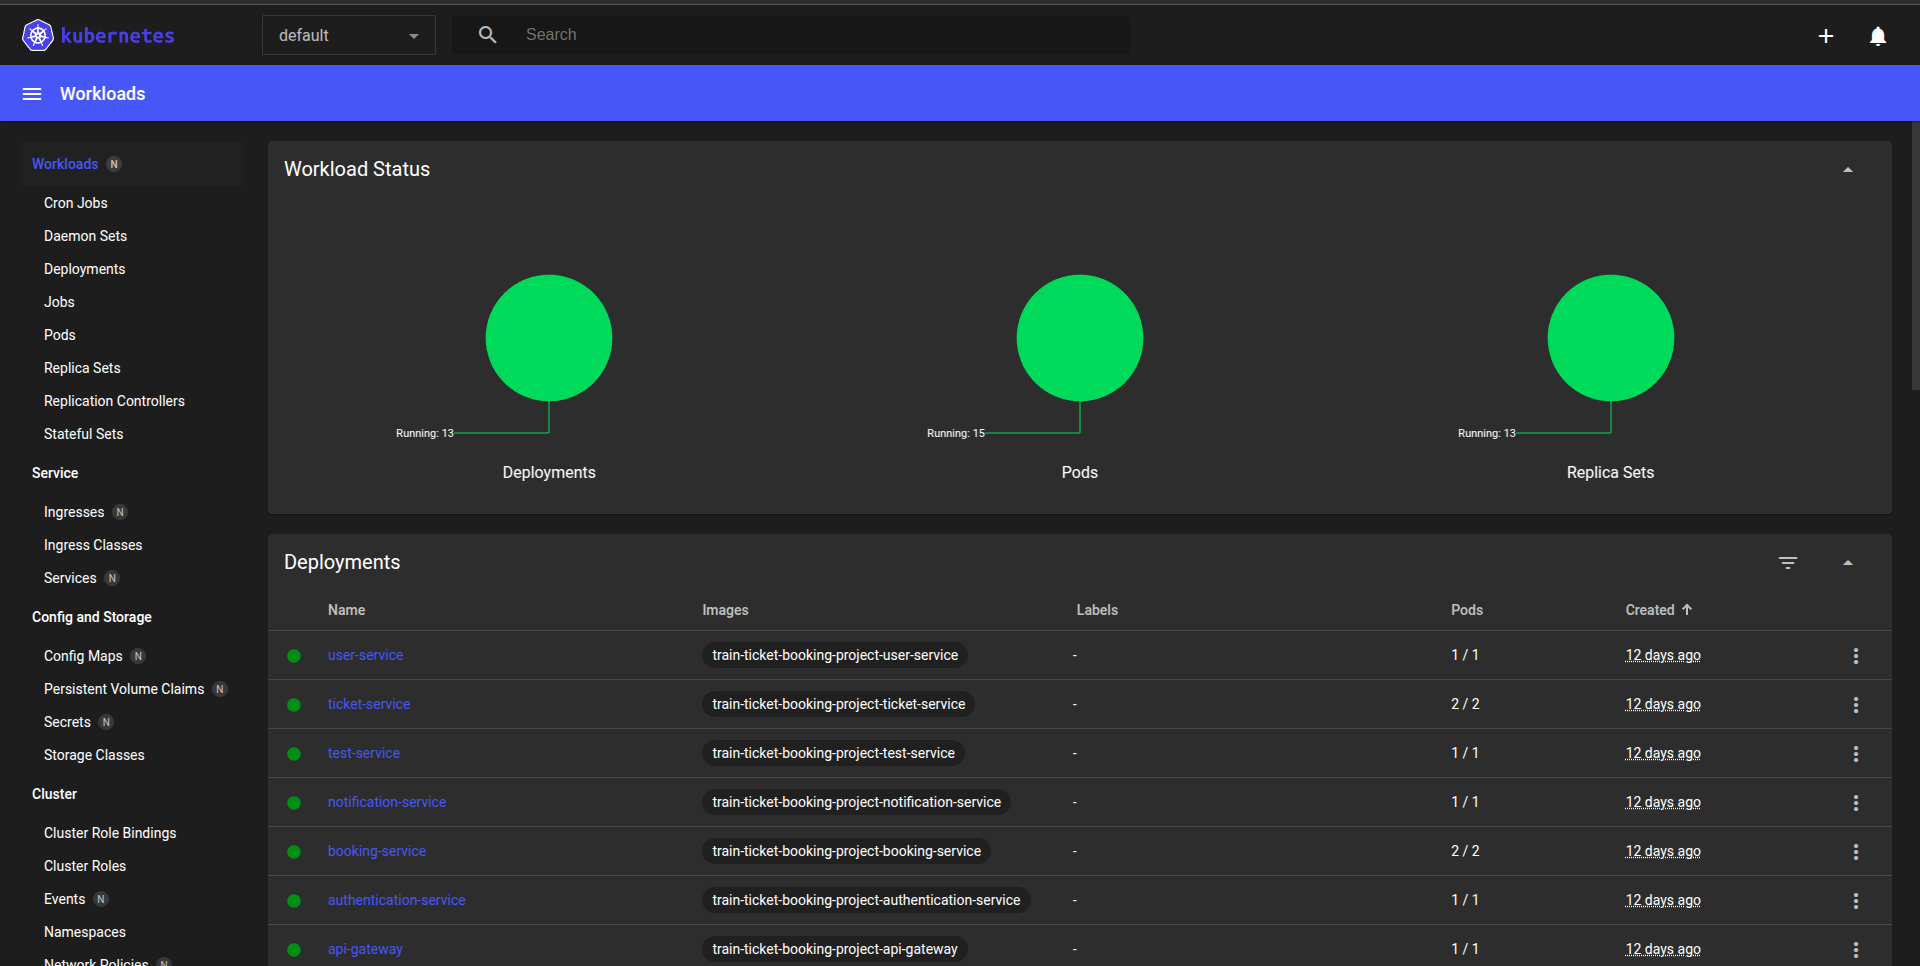 kubernetes
default
Search
Workloads
Workloads N
Cron Jobs
Daemon Sets
Deployments
Jobs
Pods
Replica Sets
Replication Controllers
Stateful Sets
Service
Ingresses N
Ingress Classes
Services N
Config and Storage
Config Maps N
Persistent Volume Claims N
Secrets N
Storage Classes
Cluster
Cluster Role Bindings
Cluster Roles
Events N
Namespaces
Network Policies N
Workload Status
Running: 13
Deployments
Running: 15
Pods
Running: 13
Replica Sets
Deployments
Name Images Labels Pods Created
user-service train-ticket-booking-project-user-service - 1 / 1 12 days ago
ticket-service train-ticket-booking-project-ticket-service - 2 / 2 12 days ago
test-service train-ticket-booking-project-test-service - 1 / 1 12 days ago
notification-service train-ticket-booking-project-notification-service - 1 / 1 12 days ago
booking-service train-ticket-booking-project-booking-service - 2 / 2 12 days ago
authentication-service train-ticket-booking-project-authentication-service - 1 / 1 12 days ago
api-gateway train-ticket-booking-project-api-gateway - 1 / 1 12 days ago